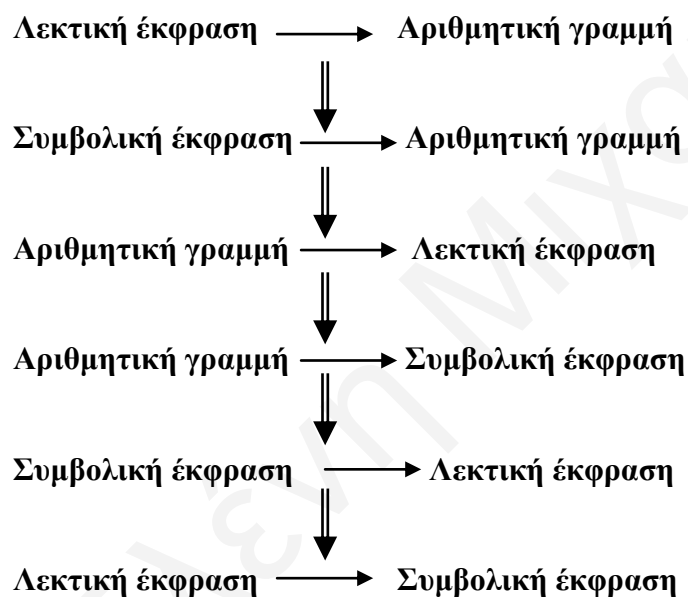 Λεκτική έκφραση → Αριθμητική γραμμή
Συμβολική έκφραση → Αριθμητική γραμμή
Αριθμητική γραμμή → Λεκτική έκφραση
Αριθμητική γραμμή → Συμβολική έκφραση
Συμβολική έκφραση → Λεκτική έκφραση
Λεκτική έκφραση → Συμβολική έκφραση